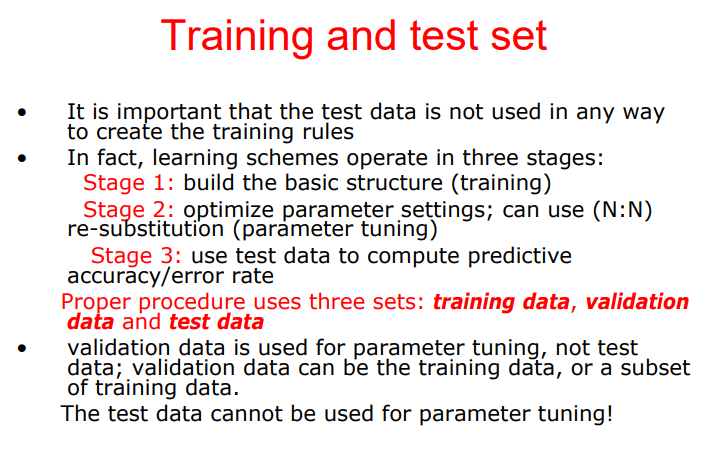 Training and test set
• It is important that the test data is not used in any way
to create the training rules
• In fact, learning schemes operate in three stages:
Stage 1: build the basic structure (training)
Stage 2: optimize parameter settings; can use (N:N)
re-substitution (parameter tuning)
Stage 3: use test data to compute predictive
accuracy/error rate
Proper procedure uses three sets: training data, validation
data and test data
• validation data is used for parameter tuning, not test
data; validation data can be the training data, or a subset
of training data.
The test data cannot be used for parameter tuning!